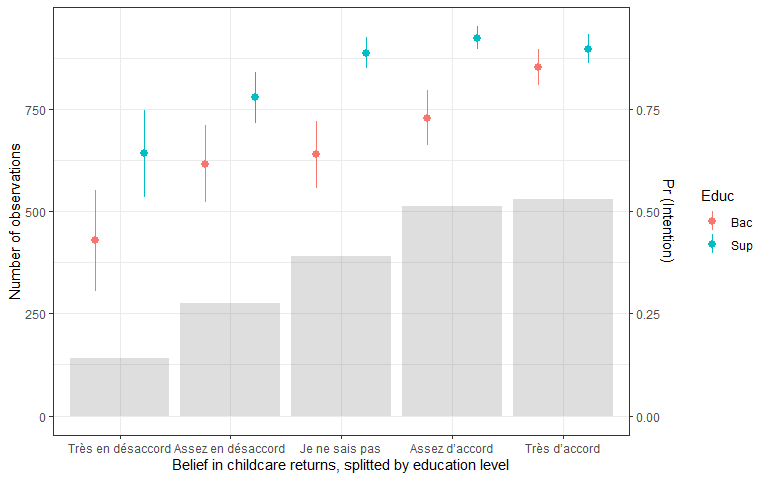 Number of observations
750
500
250
0
0.75
0.50
0.25
0.00
Pr (Intention)
Educ
Bac
Sup
Très en désaccord
Assez en désaccord
Je ne sais pas
Assez d'accord
Très d'accord
Belief in childcare returns, splitted by education level